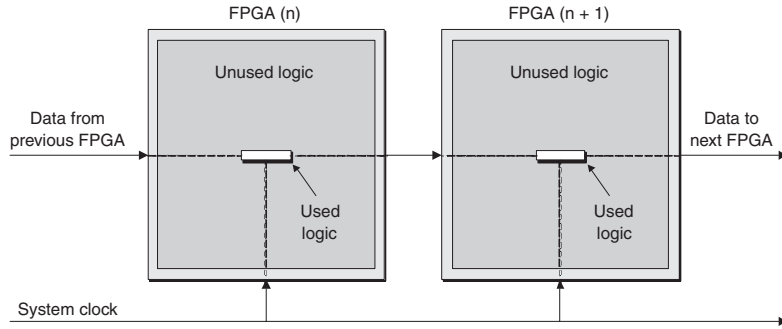 FPGA (n)
FPGA (n + 1)
Unused logic
Unused logic
Data from
previous FPGA
Data to
next FPGA
Used
logic
Used
logic
System clock